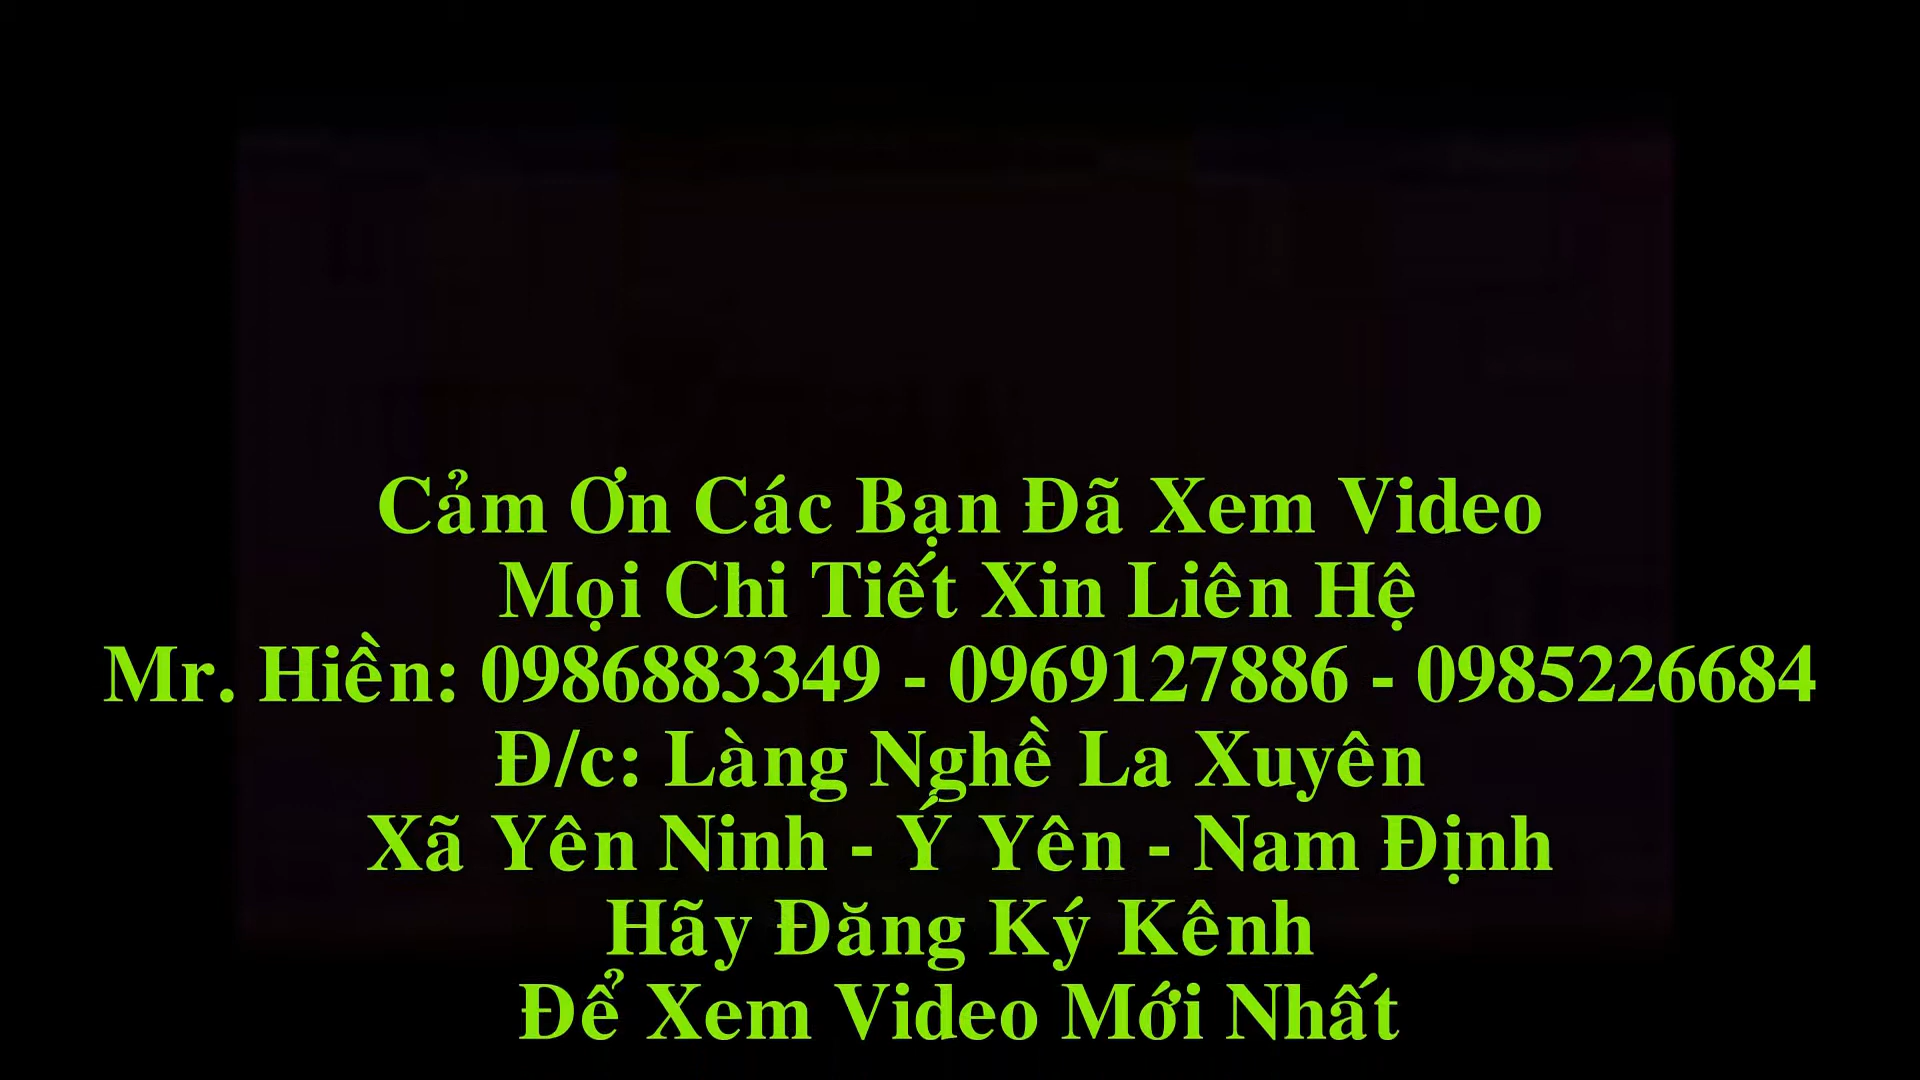 Cảm Ơn Các Bạn Đã Xem Video
Mọi Chi Tiết Xin Liên Hệ
Mr. Hiền: 0986883349 - 0969127886 - 0985226684
Đ/c: Làng Nghề La Xuyên
Xã Yên Ninh - Ý Yên - Nam Định
Hãy Đăng Ký Kênh
Để Xem Video Mới Nhất